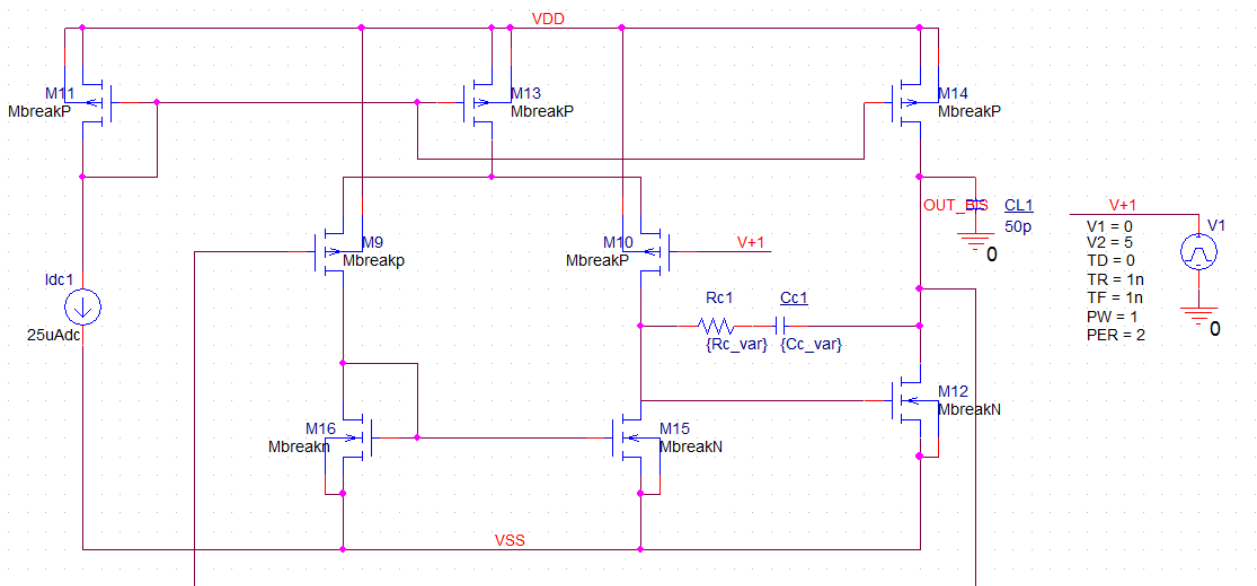 VDD
M11
MbreakP
M13
MbreakP
M14
MbreakP
OUT_BIS
CL1
50p
0
V+1
V1
V1 = 0
V2 = 5
TD = 0
TR = 1n
TF = 1n
PW = 1
PER = 2
0
M9
Mbreakp
M10
MbreakP
V+1
Idc1
25uAdc
Rc1
{Rc_var}
Cc1
{Cc_var}
M12
MbreakN
M16
Mbreakn
M15
MbreakN
VSS